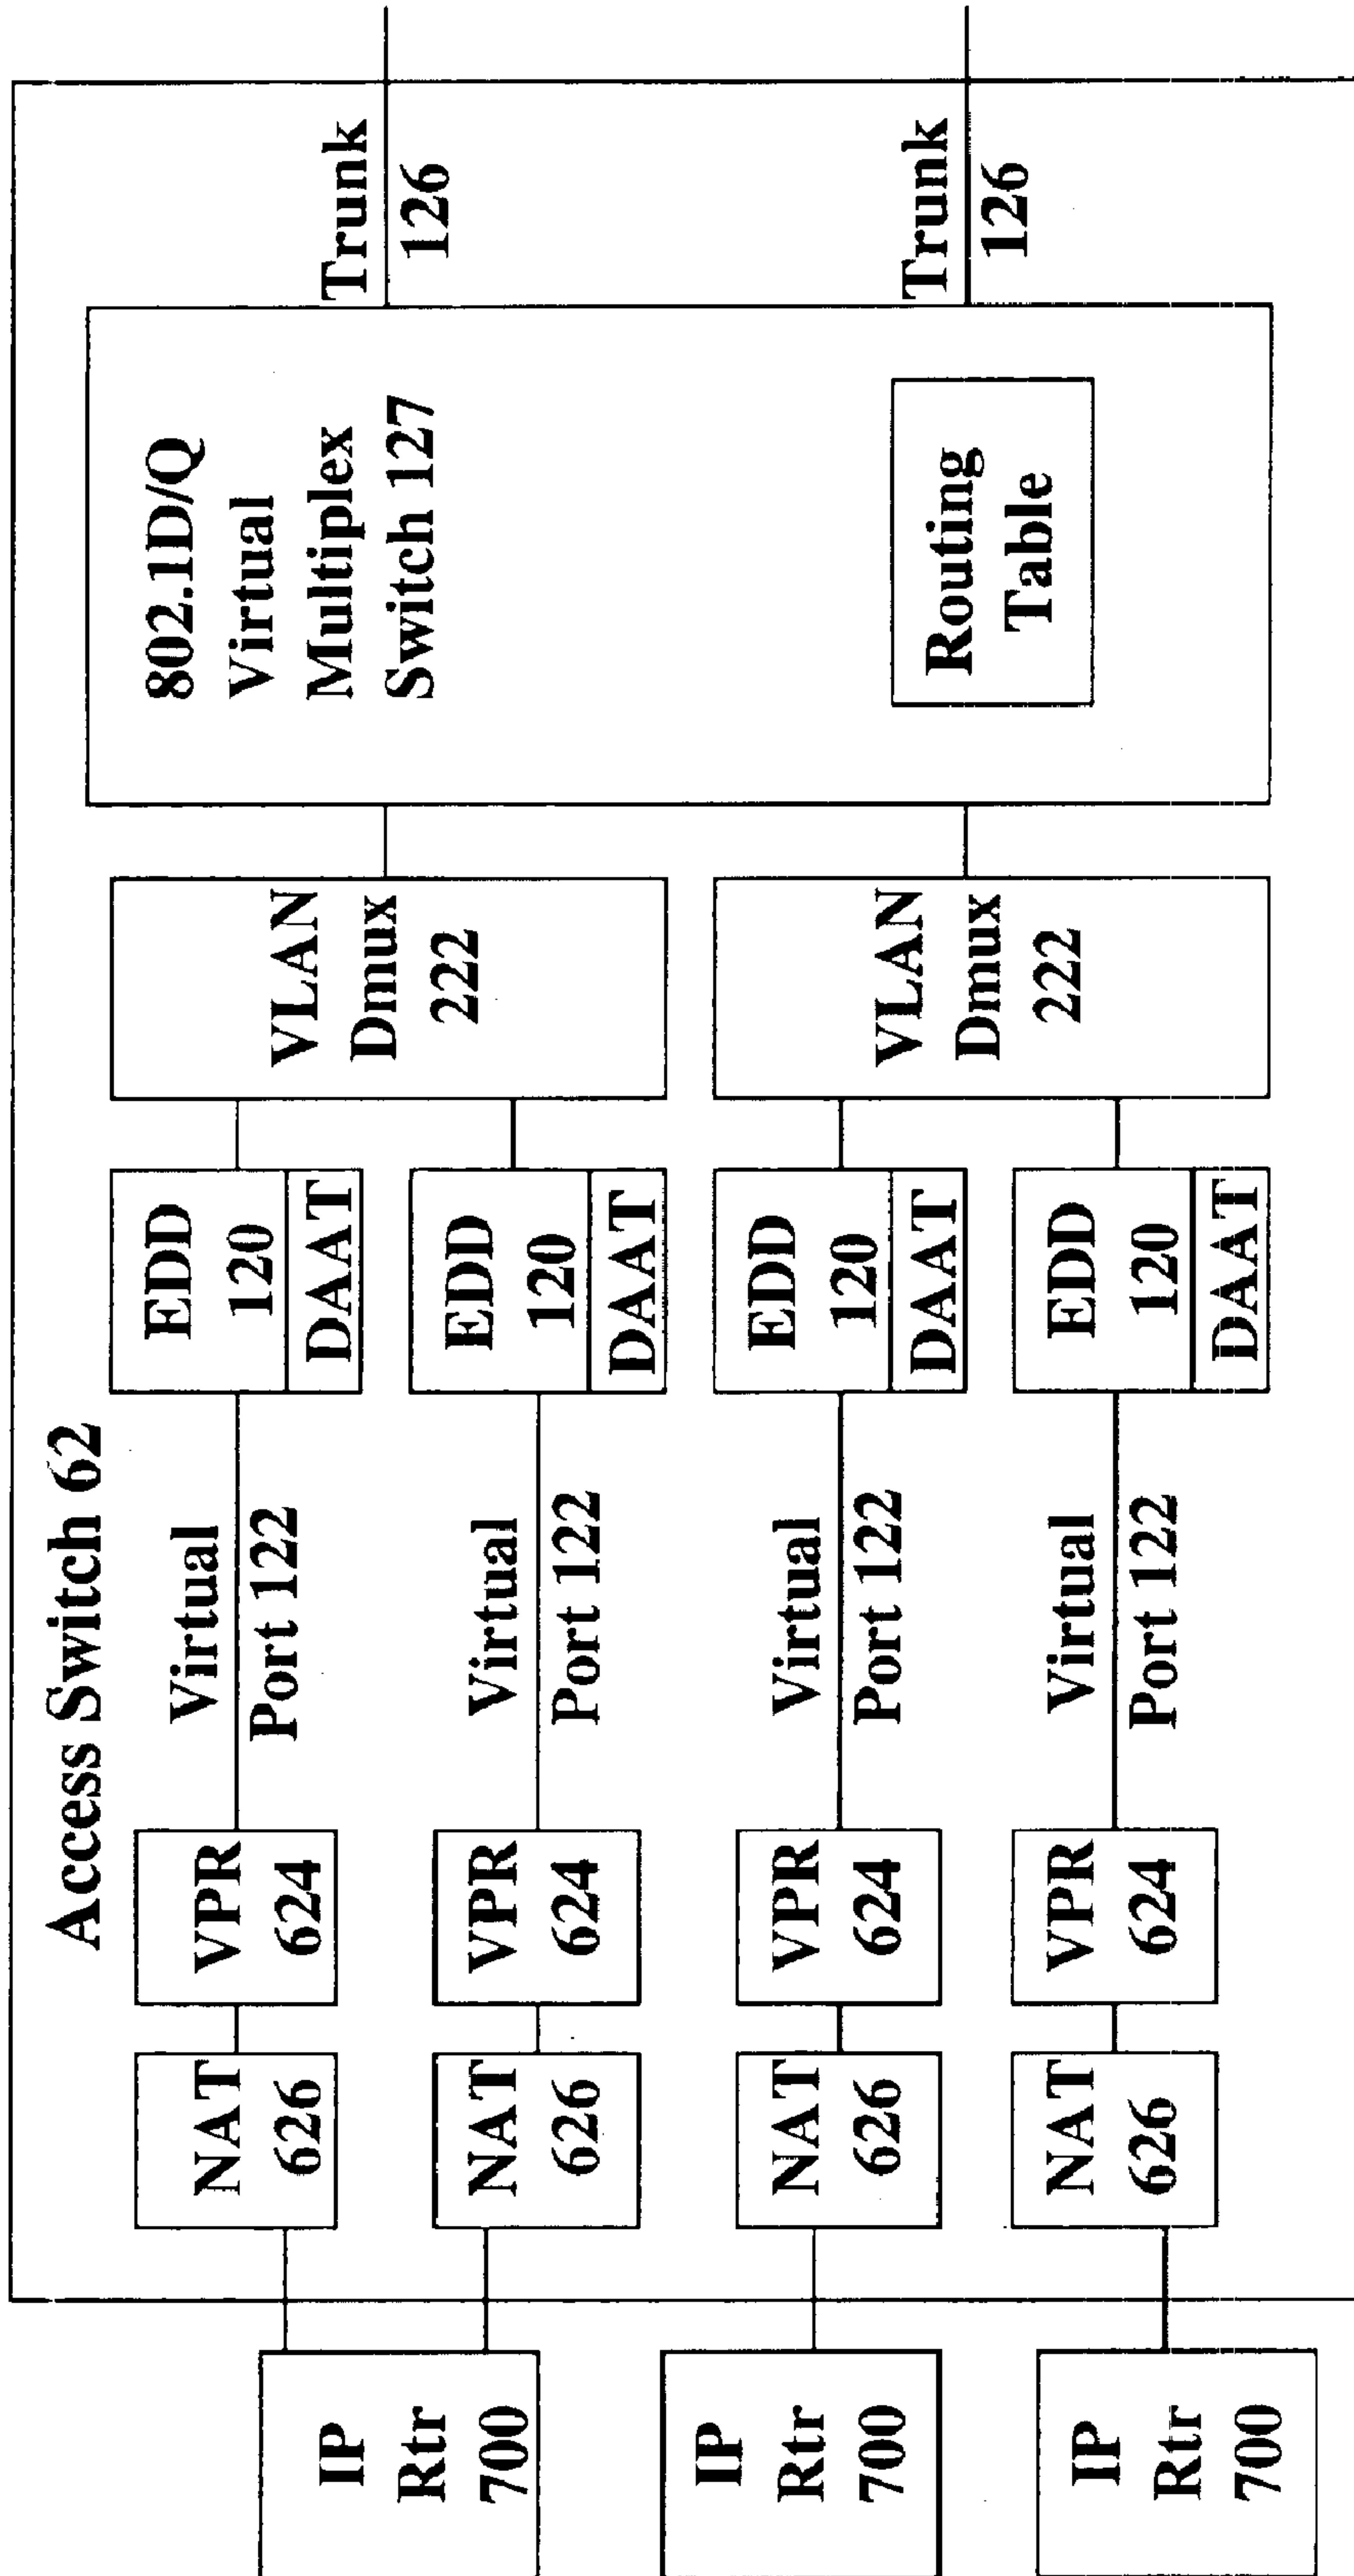 Access Switch 62
IP
Rtr
700
NAT
626
VPR
624
Virtual
Port 122
EDD
120
DAAT
NAT
626
VPR
624
Virtual
Port 122
EDD
120
DAAT
VLAN
Dmux
222
802.1D/Q
Virtual
Multiplex
Switch 127
Trunk
126
IP
Rtr
700
NAT
626
VPR
624
Virtual
Port 122
EDD
120
DAAT
IP
Rtr
700
NAT
626
VPR
624
Virtual
Port 122
EDD
120
DAAT
VLAN
Dmux
222
Routing
Table
Trunk
126